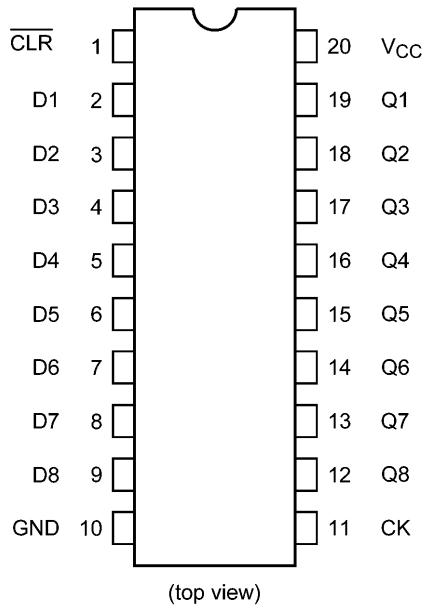 C̅L̅R̅ 1 20 VCC
D1 2 19 Q1
D2 3 18 Q2
D3 4 17 Q3
D4 5 16 Q4
D5 6 15 Q5
D6 7 14 Q6
D7 8 13 Q7
D8 9 12 Q8
GND 10 11 CK
(top view)